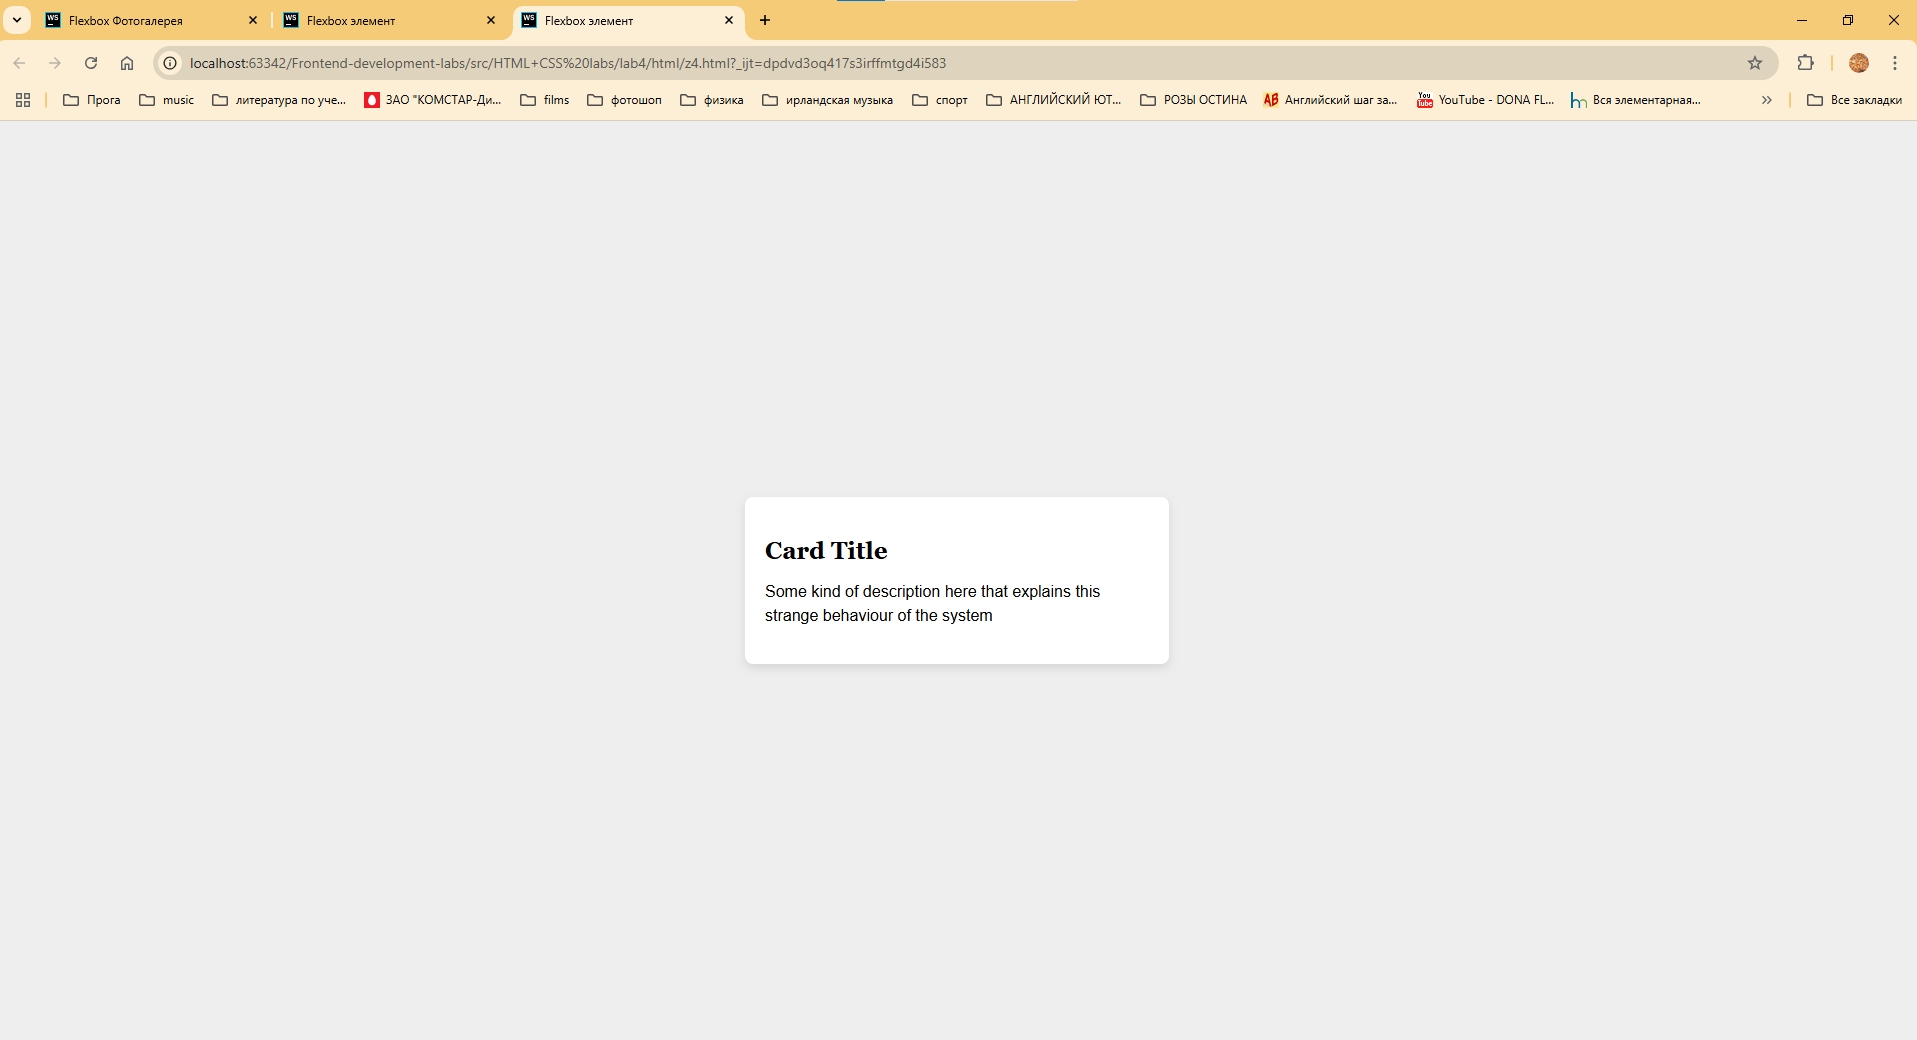 Flexbox Фотогалерея
Flexbox элемент
Flexbox элемент
localhost:63342/Frontend-development-labs/src/HTML+CSS%20labs/lab4/html/z4.html?_ijt=dpdvd3oq417s3irffmtgd4i583
Прога music литература по уче... ЗАО "КОМСТАР-Ди... films фотошоп физика ирландская музыка спорт АНГЛИЙСКИЙ ЮТ... РОЗЫ ОСТИНА Английский шаг за... YouTube - DONA FL... Вся элементарная... Все закладки
Card Title
Some kind of description here that explains this
strange behaviour of the system